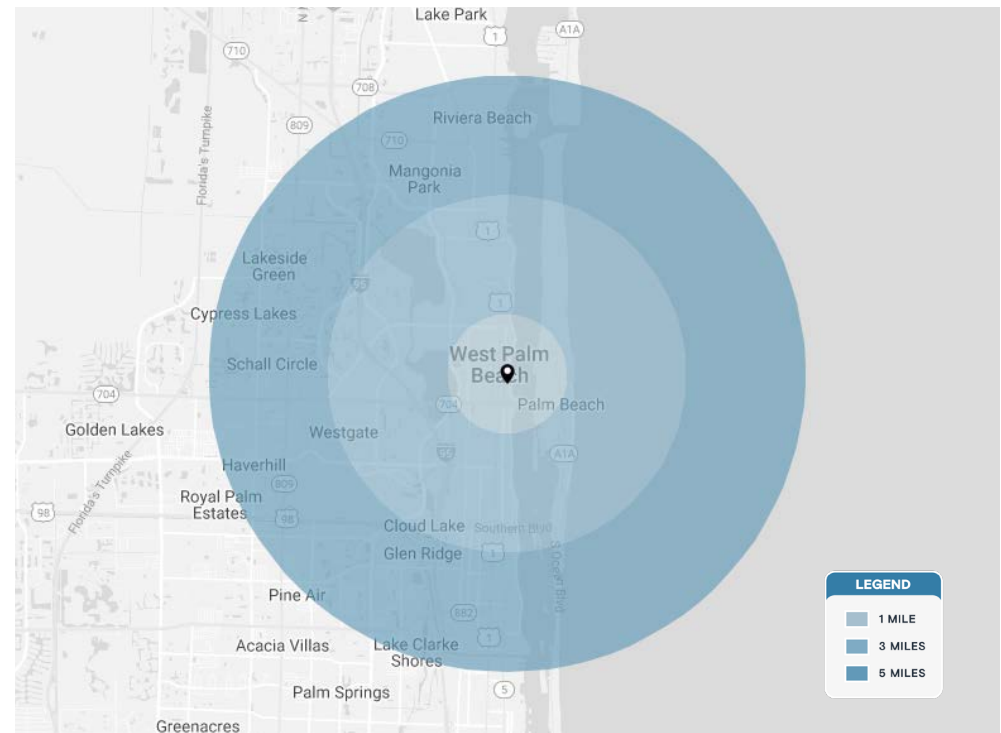 Lake Park
1
A1A
710
708
Riviera Beach
809
710
Florida's Turnpike
Mangonia
Park
1
Lakeside
Green
95
1
Cypress Lakes
West Palm
Beach
Schall Circle
704
704
Palm Beach
Golden Lakes
Westgate
95
A1A
Haverhill
809
Florida's Turnpike
Royal Palm
Estates
98
98
Cloud Lake
Southern Blvd
Glen Ridge
1
S Ocean Blvd
Pine Air
882
1
Acacia Villas
Lake Clarke
Shores
Palm Springs
5
Greenacres
LEGEND
1 MILE
3 MILES
5 MILES